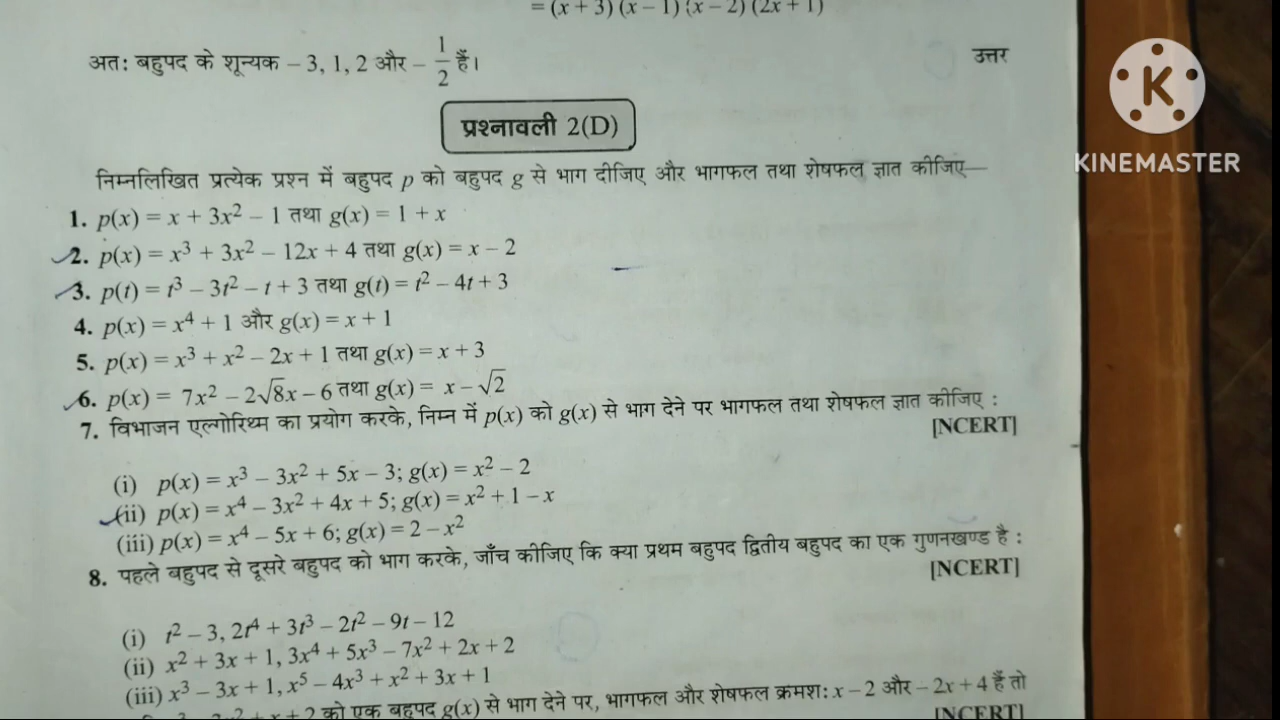 = (x + 3) (x − 1) (x − 2) (2x + 1)
अतः बहुपद के शून्यक − 3, 1, 2 और − 1/2 हैं।
उत्तर
K
KINEMASTER
प्रश्नावली 2(D)
निम्नलिखित प्रत्येक प्रश्न में बहुपद p को बहुपद g से भाग दीजिए और भागफल तथा शेषफल ज्ञात कीजिए—
1. p(x) = x + 3x² − 1 तथा g(x) = 1 + x
2. p(x) = x³ + 3x² − 12x + 4 तथा g(x) = x − 2
3. p(t) = t³ − 3t² − t + 3 तथा g(t) = t² − 4t + 3
4. p(x) = x⁴ + 1 और g(x) = x + 1
5. p(x) = x³ + x² − 2x + 1 तथा g(x) = x + 3
6. p(x) = 7x² − 2√8x − 6 तथा g(x) = x − √2
7. विभाजन एल्गोरिथ्म का प्रयोग करके, निम्न में p(x) को g(x) से भाग देने पर भागफल तथा शेषफल ज्ञात कीजिए :
[NCERT]
(i) p(x) = x³ − 3x² + 5x − 3; g(x) = x² − 2
(ii) p(x) = x⁴ − 3x² + 4x + 5; g(x) = x² + 1 − x
(iii) p(x) = x⁴ − 5x + 6; g(x) = 2 − x²
8. पहले बहुपद से दूसरे बहुपद को भाग करके, जाँच कीजिए कि क्या प्रथम बहुपद द्वितीय बहुपद का एक गुणनखण्ड है :
[NCERT]
(i) t² − 3, 2t⁴ + 3t³ − 2t² − 9t − 12
(ii) x² + 3x + 1, 3x⁴ + 5x³ − 7x² + 2x + 2
(iii) x³ − 3x + 1, x⁵ − 4x³ + x² + 3x + 1
+ x + 2 को एक बहुपद g(x) से भाग देने पर, भागफल और शेषफल क्रमशः x − 2 और − 2x + 4 हैं तो
[NCERT]